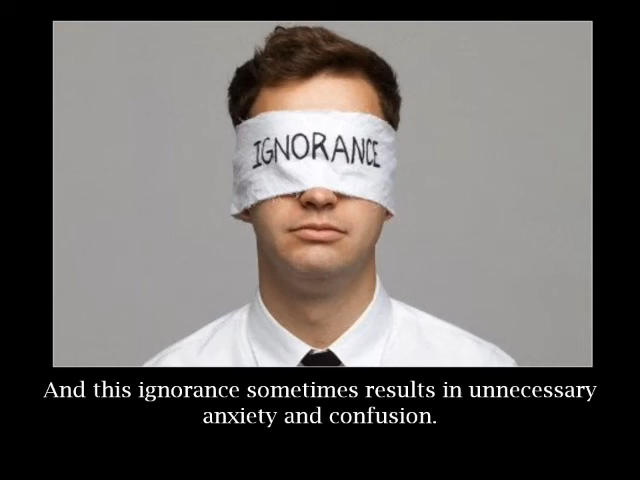 IGNORANCE
And this ignorance sometimes results in unnecessary
anxiety and confusion.